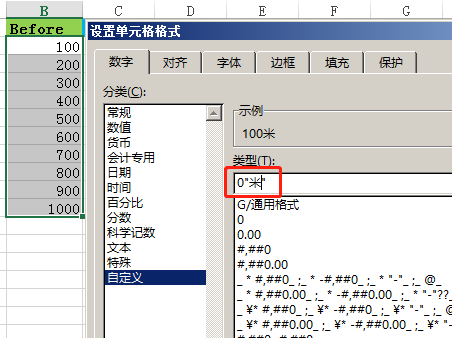 B C D E F G
Before
100
200
300
400
500
600
700
800
900
1000
设置单元格格式
数字 对齐 字体 边框 填充 保护
分类(C):
常规
数值
货币
会计专用
日期
时间
百分比
分数
科学记数
文本
特殊
自定义
示例
100米
类型(T):
0"米"
G/通用格式
0
0.00
#,##0
#,##0.00
_ * #,##0_ ;_ * -#,##0_ ;_ * "-"_ ;_ @_
_ * #,##0.00_ ;_ * -#,##0.00_ ;_ * "-"??_
_ ¥* #,##0_ ;_ ¥* -#,##0_ ;_ ¥* "-"_ ;_ @
_ ¥* #,##0.00_ ;_ ¥* -#,##0.00_ ;_ ¥* "-